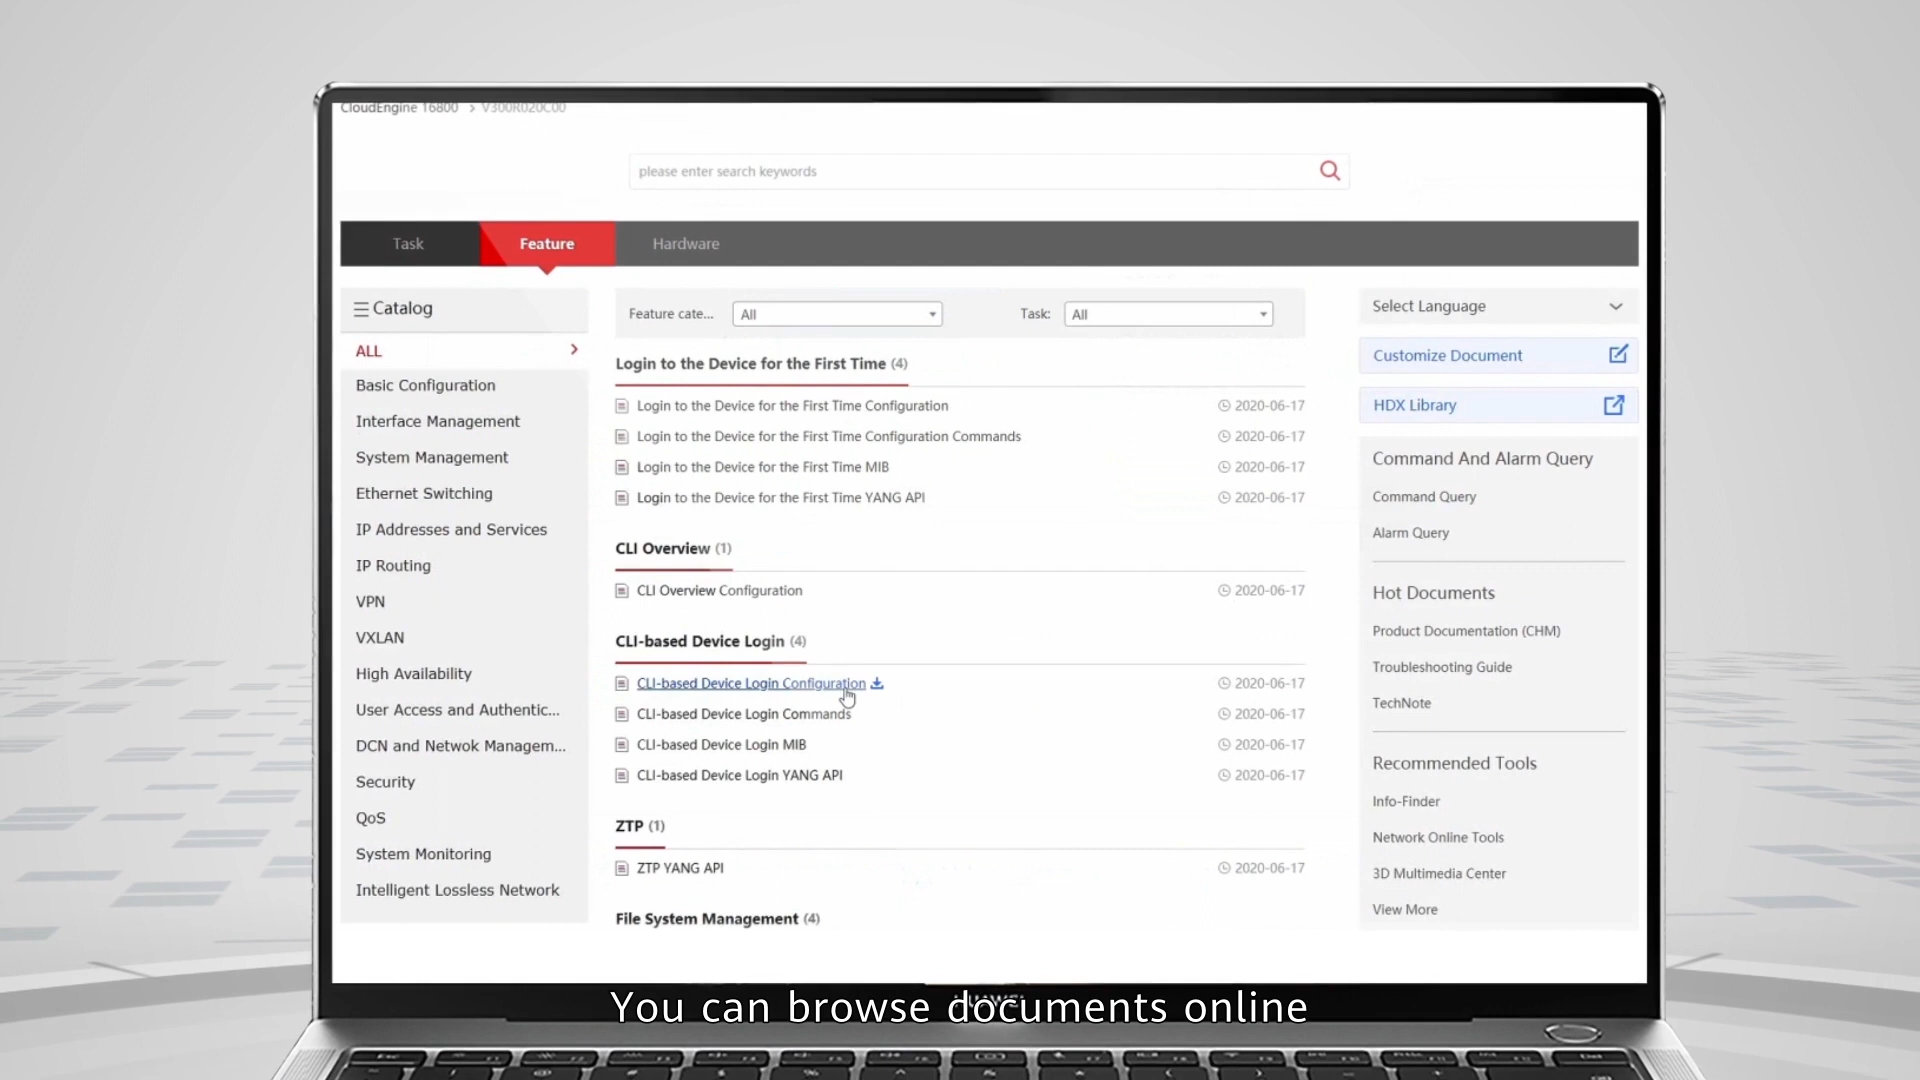 CloudEngine 16800 > V300R020C00
please enter search keywords
Task
Feature
Hardware
Catalog
ALL
Basic Configuration
Interface Management
System Management
Ethernet Switching
IP Addresses and Services
IP Routing
VPN
VXLAN
High Availability
User Access and Authentic...
DCN and Netwok Managem...
Security
QoS
System Monitoring
Intelligent Lossless Network
Feature cate... All
Task: All
Login to the Device for the First Time (4)
Login to the Device for the First Time Configuration 2020-06-17
Login to the Device for the First Time Configuration Commands 2020-06-17
Login to the Device for the First Time MIB 2020-06-17
Login to the Device for the First Time YANG API 2020-06-17
CLI Overview (1)
CLI Overview Configuration 2020-06-17
CLI-based Device Login (4)
CLI-based Device Login Configuration 2020-06-17
CLI-based Device Login Commands 2020-06-17
CLI-based Device Login MIB 2020-06-17
CLI-based Device Login YANG API 2020-06-17
ZTP (1)
ZTP YANG API 2020-06-17
File System Management (4)
Select Language
Customize Document
HDX Library
Command And Alarm Query
Command Query
Alarm Query
Hot Documents
Product Documentation (CHM)
Troubleshooting Guide
TechNote
Recommended Tools
Info-Finder
Network Online Tools
3D Multimedia Center
View More
You can browse documents online